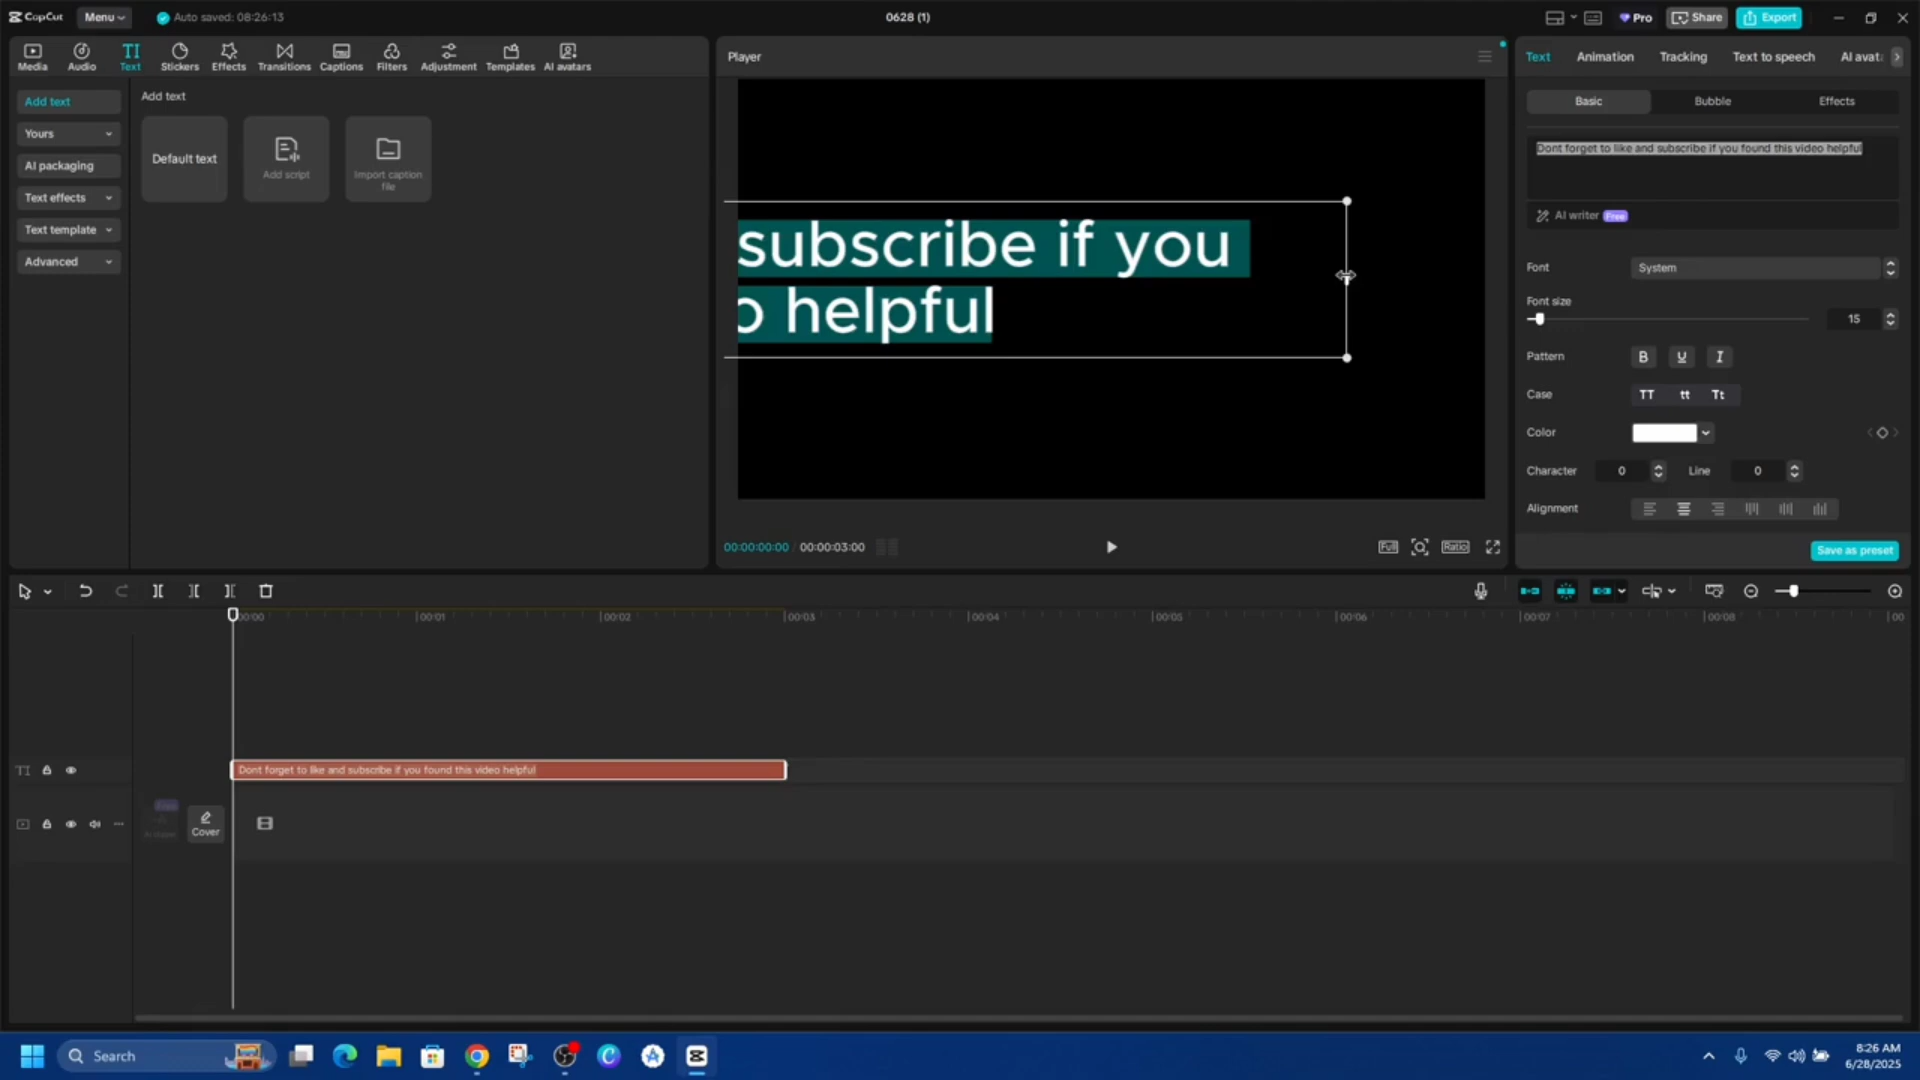 CapCut
Menu
Auto saved: 08:26:13
0628 (1)
Pro
Share
Export
Media
Audio
TI
Text
Stickers
Effects
Transitions
Captions
Filters
Adjustment
Templates
AI avatars
Add text
Yours
AI packaging
Text effects
Text template
Advanced
Add text
Default text
Add script
Import caption file
Player
subscribe if you
o helpful
00:00:00:00 / 00:00:03:00
Full
Ratio
Text
Animation
Tracking
Text to speech
AI avat
Basic
Bubble
Effects
Dont forget to like and subscribe if you found this video helpful
AI writer Free
Font
System
Font size
15
Pattern
B U I
Case
TT tt Tt
Color
Character
0
Line
0
Alignment
Save as preset
00:00
00:01
00:02
00:03
00:04
00:05
00:06
00:07
00:08
00
TI
Dont forget to like and subscribe if you found this video helpful
Cover
Search
8:26 AM
6/28/2025